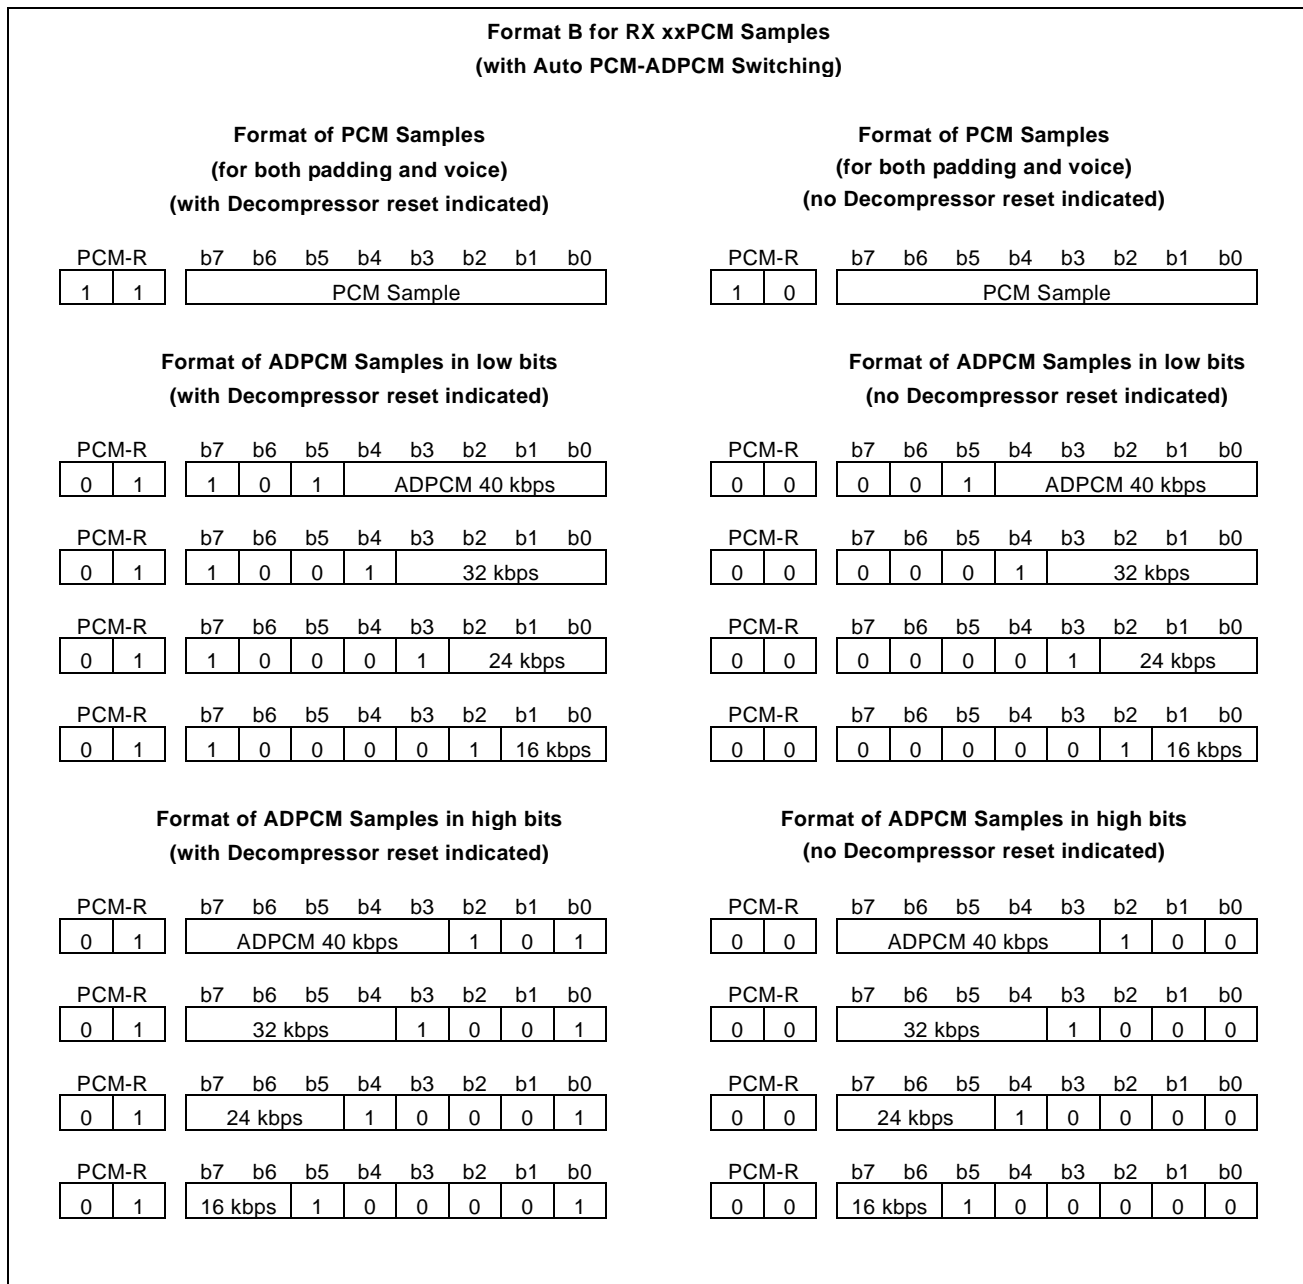 Format B for RX xxPCM Samples
(with Auto PCM-ADPCM Switching)
Format of PCM Samples
(for both padding and voice)
(with Decompressor reset indicated)
PCM-R b7 b6 b5 b4 b3 b2 b1 b0
1 1 PCM Sample
Format of PCM Samples
(for both padding and voice)
(no Decompressor reset indicated)
PCM-R b7 b6 b5 b4 b3 b2 b1 b0
1 0 PCM Sample
Format of ADPCM Samples in low bits
(with Decompressor reset indicated)
PCM-R b7 b6 b5 b4 b3 b2 b1 b0
0 1 1 0 1 ADPCM 40 kbps
PCM-R b7 b6 b5 b4 b3 b2 b1 b0
0 1 1 0 0 1 32 kbps
PCM-R b7 b6 b5 b4 b3 b2 b1 b0
0 1 1 0 0 0 1 24 kbps
PCM-R b7 b6 b5 b4 b3 b2 b1 b0
0 1 1 0 0 0 0 1 16 kbps
Format of ADPCM Samples in low bits
(no Decompressor reset indicated)
PCM-R b7 b6 b5 b4 b3 b2 b1 b0
0 0 0 0 1 ADPCM 40 kbps
PCM-R b7 b6 b5 b4 b3 b2 b1 b0
0 0 0 0 0 1 32 kbps
PCM-R b7 b6 b5 b4 b3 b2 b1 b0
0 0 0 0 0 0 1 24 kbps
PCM-R b7 b6 b5 b4 b3 b2 b1 b0
0 0 0 0 0 0 0 1 16 kbps
Format of ADPCM Samples in high bits
(with Decompressor reset indicated)
PCM-R b7 b6 b5 b4 b3 b2 b1 b0
0 1 ADPCM 40 kbps 1 0 1
PCM-R b7 b6 b5 b4 b3 b2 b1 b0
0 1 32 kbps 1 0 0 1
PCM-R b7 b6 b5 b4 b3 b2 b1 b0
0 1 24 kbps 1 0 0 0 1
PCM-R b7 b6 b5 b4 b3 b2 b1 b0
0 1 16 kbps 1 0 0 0 0 1
Format of ADPCM Samples in high bits
(no Decompressor reset indicated)
PCM-R b7 b6 b5 b4 b3 b2 b1 b0
0 0 ADPCM 40 kbps 1 0 0
PCM-R b7 b6 b5 b4 b3 b2 b1 b0
0 0 32 kbps 1 0 0 0
PCM-R b7 b6 b5 b4 b3 b2 b1 b0
0 0 24 kbps 1 0 0 0 0
PCM-R b7 b6 b5 b4 b3 b2 b1 b0
0 0 16 kbps 1 0 0 0 0 0